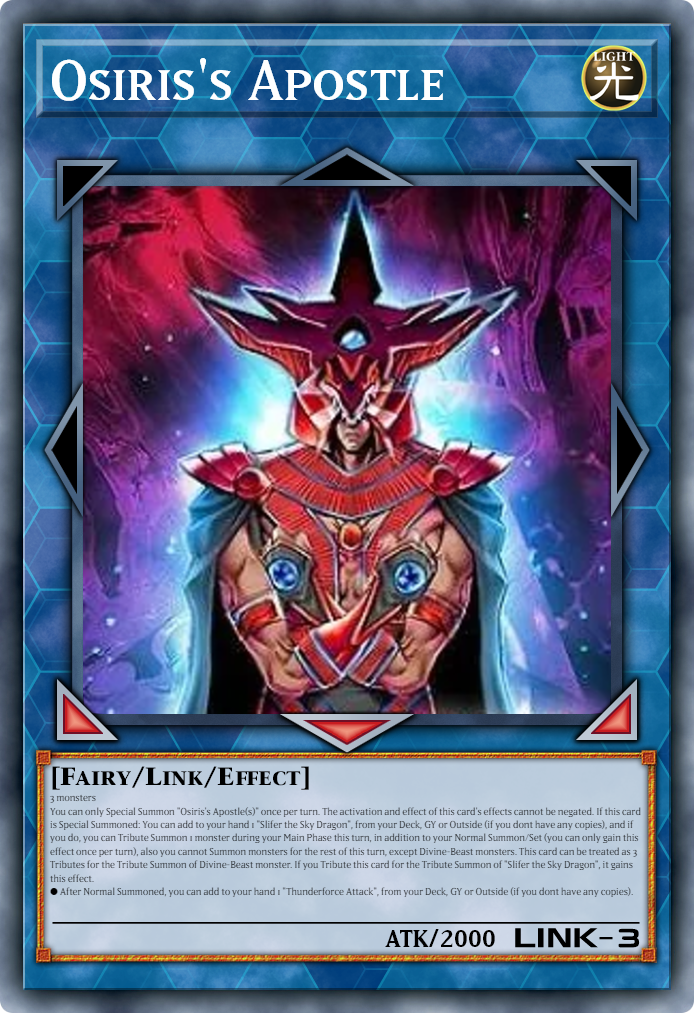 Osiris's Apostle
LIGHT
光
[Fairy/Link/Effect]
3 monsters
You can only Special Summon "Osiris's Apostle(s)" once per turn. The activation and effect of this card's effects cannot be negated. If this card
is Special Summoned: You can add to your hand 1 "Slifer the Sky Dragon", from your Deck, GY or Outside (if you dont have any copies), and if
you do, you can Tribute Summon 1 monster during your Main Phase this turn, in addition to your Normal Summon/Set (you can only gain this
effect once per turn), also you cannot Summon monsters for the rest of this turn, except Divine-Beast monsters. This card can be treated as 3
Tributes for the Tribute Summon of Divine-Beast monster. If you Tribute this card for the Tribute Summon of "Slifer the Sky Dragon", it gains
this effect.
● After Normal Summoned, you can add to your hand 1 "Thunderforce Attack", from your Deck, GY or Outside (if you dont have any copies).
ATK/2000 LINK-3